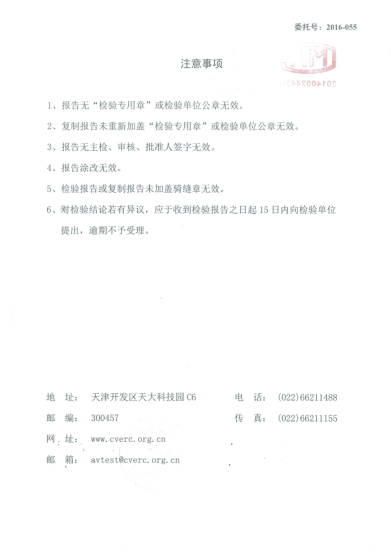 委托号：2016-055
注意事项
1、报告无“检验专用章”或检验单位公章无效。
2、复制报告未重新加盖“检验专用章”或检验单位公章无效。
3、报告无主检、审核、批准人签字无效。
4、报告涂改无效。
5、检验报告或复制报告未加盖骑缝章无效。
6、对检验结论若有异议，应于收到检验报告之日起 15 日内向检验单位
提出，逾期不予受理。
地 址： 天津开发区天大科技园 C6 电 话： (022)66211488
邮 编： 300457 传 真： (022)66211155
网 址： www.cverc.org.cn
邮 箱： avtest@cverc.org.cn